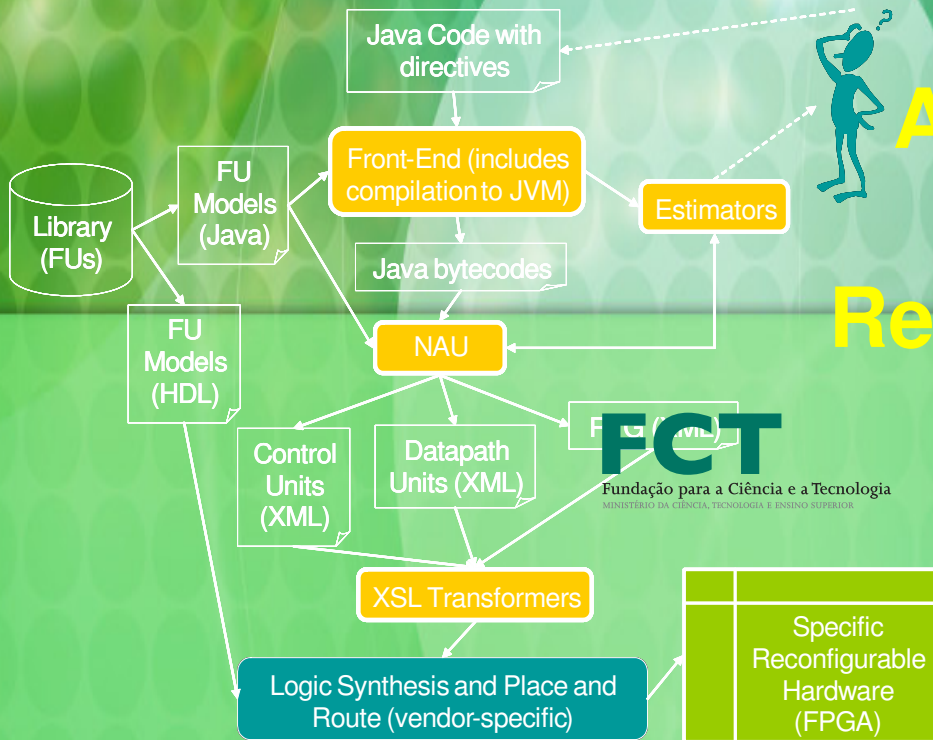 Java Code with
directives
?
A
Front-End (includes
compilation to JVM)
FU
Models
(Java)
Library
(FUs)
Estimators
Java bytecodes
FU
Models
(HDL)
NAU
Re
Control
Units
(XML)
Datapath
Units (XML)
FCT
Fundação para a Ciência e a Tecnologia
MINISTÉRIO DA CIÊNCIA, TECNOLOGIA E ENSINO SUPERIOR
XSL Transformers
Specific
Reconfigurable
Hardware
(FPGA)
Logic Synthesis and Place and
Route (vendor-specific)